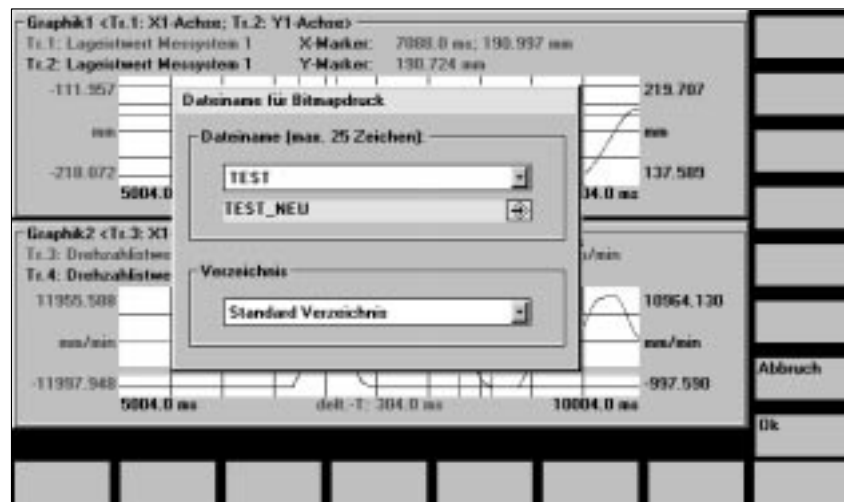 Graphik1 <Tr.1: X1-Achse; Tr.2: Y1-Achse>
Tr.1: Lageistwert Messystem 1 X-Marker: 7088.0 ms; 190.997 mm
Tr.2: Lageistwert Messystem 1 Y-Marker: 190.724 mm
-111.957 219.707
mm mm
-218.072 137.589
5004.0 04.0 ms
Dateiname für Bitmapdruck
Dateiname (max. 25 Zeichen):
TEST
TEST_NEU
Verzeichnis
Standard Verzeichnis
Graphik2 <Tr.3: X1
Tr.3: Drehzahlistwe /min
Tr.4: Drehzahlistwe
11955.588 10964.130
mm/min mm/min
-11997.948 -997.590
5004.0 ms delt.-T: 304.0 ms 10004.0 ms
Abbruch
Ok